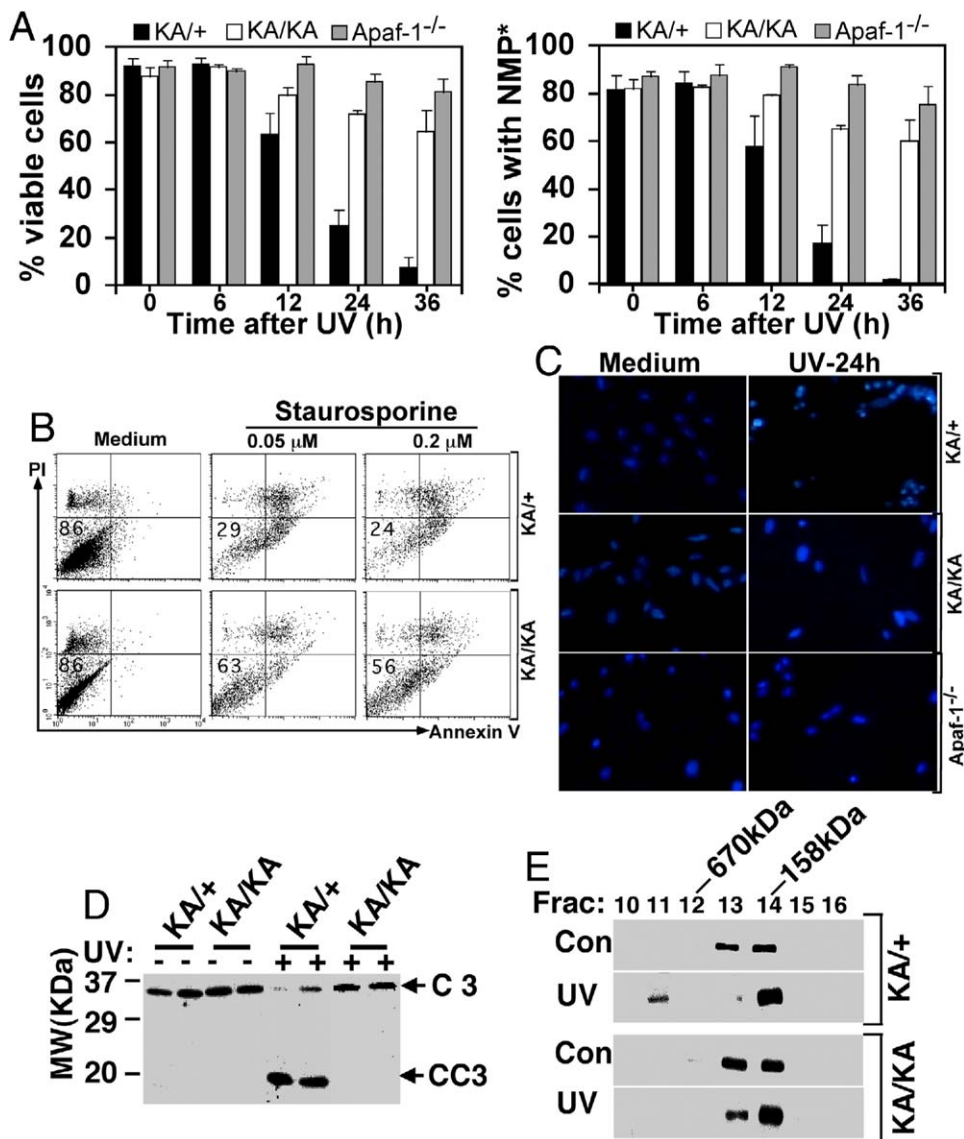 A
KA/+ KA/KA Apaf-1-/-
% viable cells
100
80
60
40
20
0
0 6 12 24 36
Time after UV (h)
KA/+ KA/KA Apaf-1-/-
% cells with NMP*
100
80
60
40
20
0
0 6 12 24 36
Time after UV (h)
B
Staurosporine
Medium 0.05 µM 0.2 µM
PI
86 29 24
KA/+
86 63 56
KA/KA
10⁰ 10¹ 10² 10³ 10⁴
Annexin V
C
Medium UV-24h
KA/+
KA/KA
Apaf-1-/-
D
KA/+ KA/KA KA/+ KA/KA
UV: - - - - + + + +
MW(KDa)
37
29
20
C 3
CC3
E
670kDa
158kDa
Frac: 10 11 12 13 14 15 16
Con
UV
KA/+
Con
UV
KA/KA